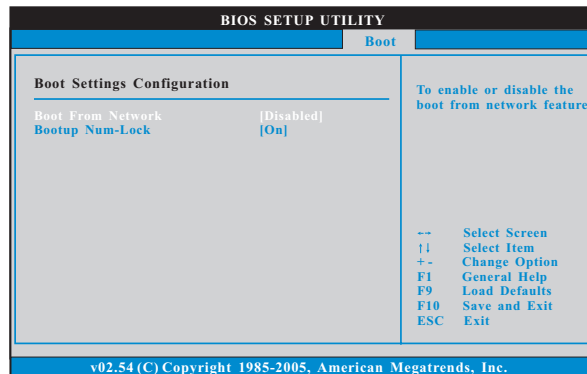 BIOS SETUP UTILITY
Boot
Boot Settings Configuration
Boot From Network [Disabled]
Bootup Num-Lock [On]
To enable or disable the
boot from network feature
←→ Select Screen
↑↓ Select Item
+ - Change Option
F1 General Help
F9 Load Defaults
F10 Save and Exit
ESC Exit
v02.54 (C) Copyright 1985-2005, American Megatrends, Inc.